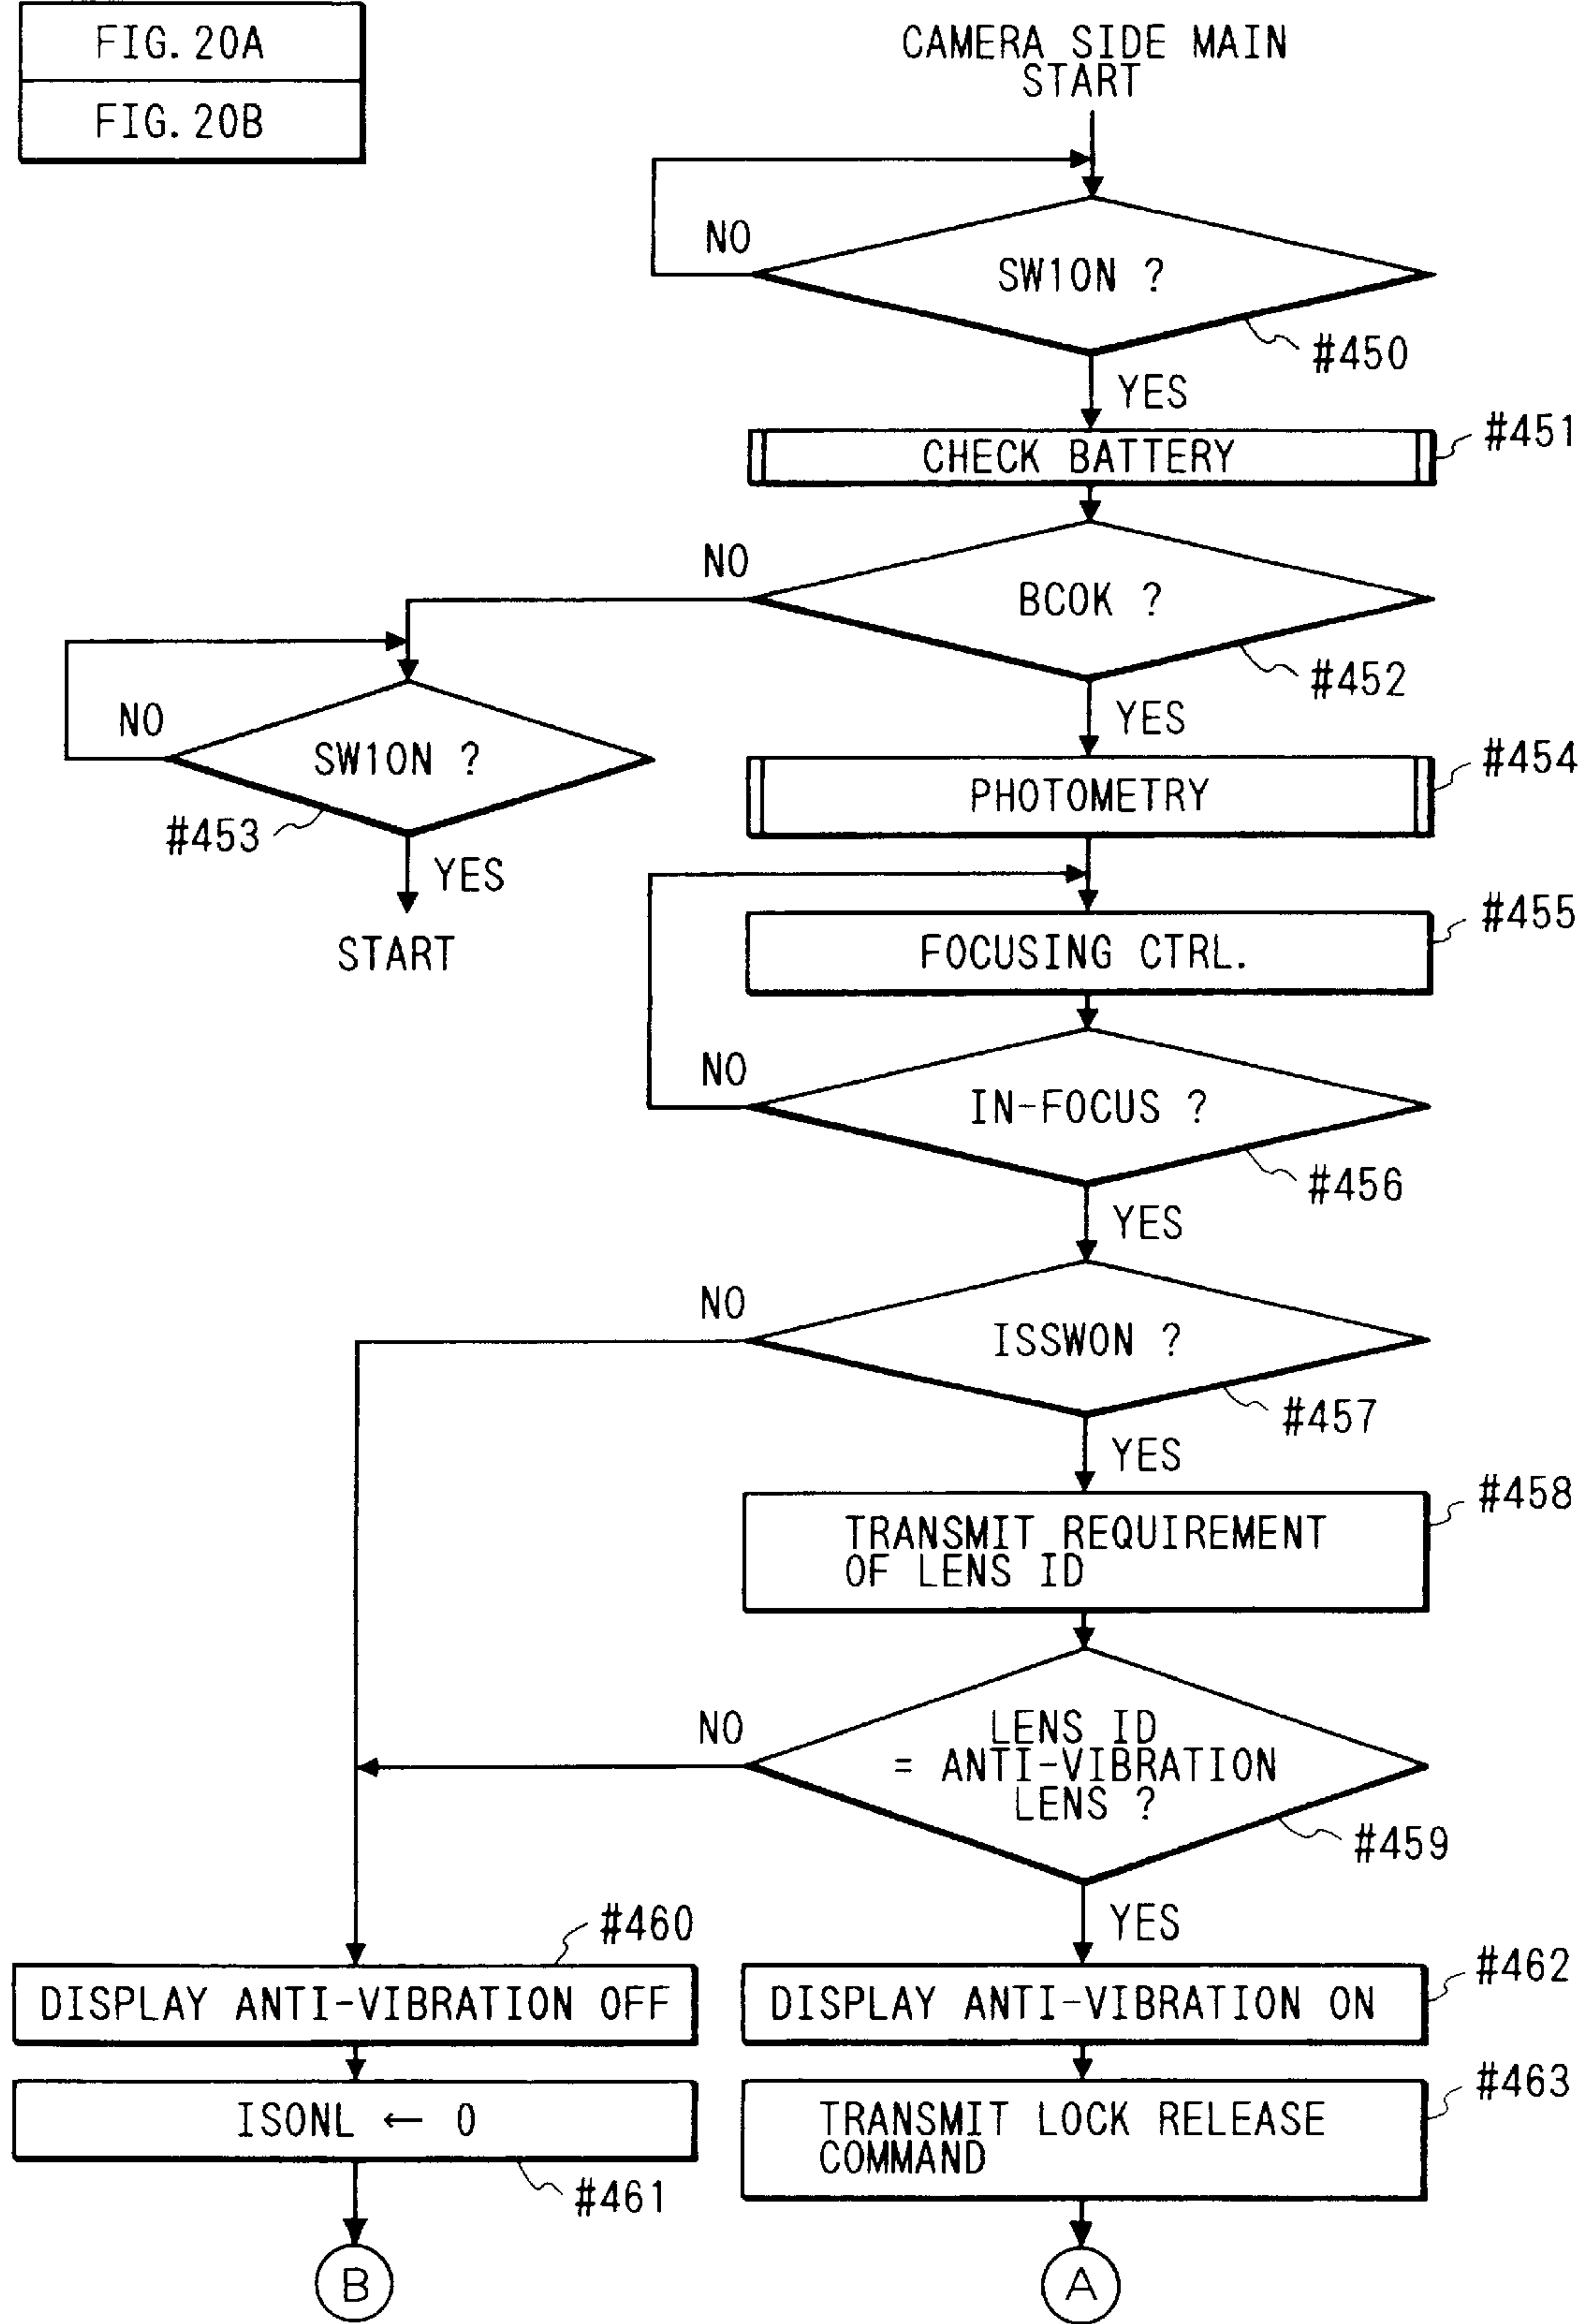 FIG. 20A
FIG. 20B
CAMERA SIDE MAIN
START
NO
SW1ON ?
#450
YES
CHECK BATTERY
#451
NO
BCOK ?
#452
NO
SW1ON ?
#453
YES
START
YES
PHOTOMETRY
#454
FOCUSING CTRL.
#455
NO
IN-FOCUS ?
#456
YES
NO
ISSWON ?
#457
YES
TRANSMIT REQUIREMENT
OF LENS ID
#458
NO
LENS ID
= ANTI-VIBRATION
LENS ?
#459
YES
#460
DISPLAY ANTI-VIBRATION OFF
ISONL ← 0
#461
B
DISPLAY ANTI-VIBRATION ON
#462
TRANSMIT LOCK RELEASE
COMMAND
#463
A